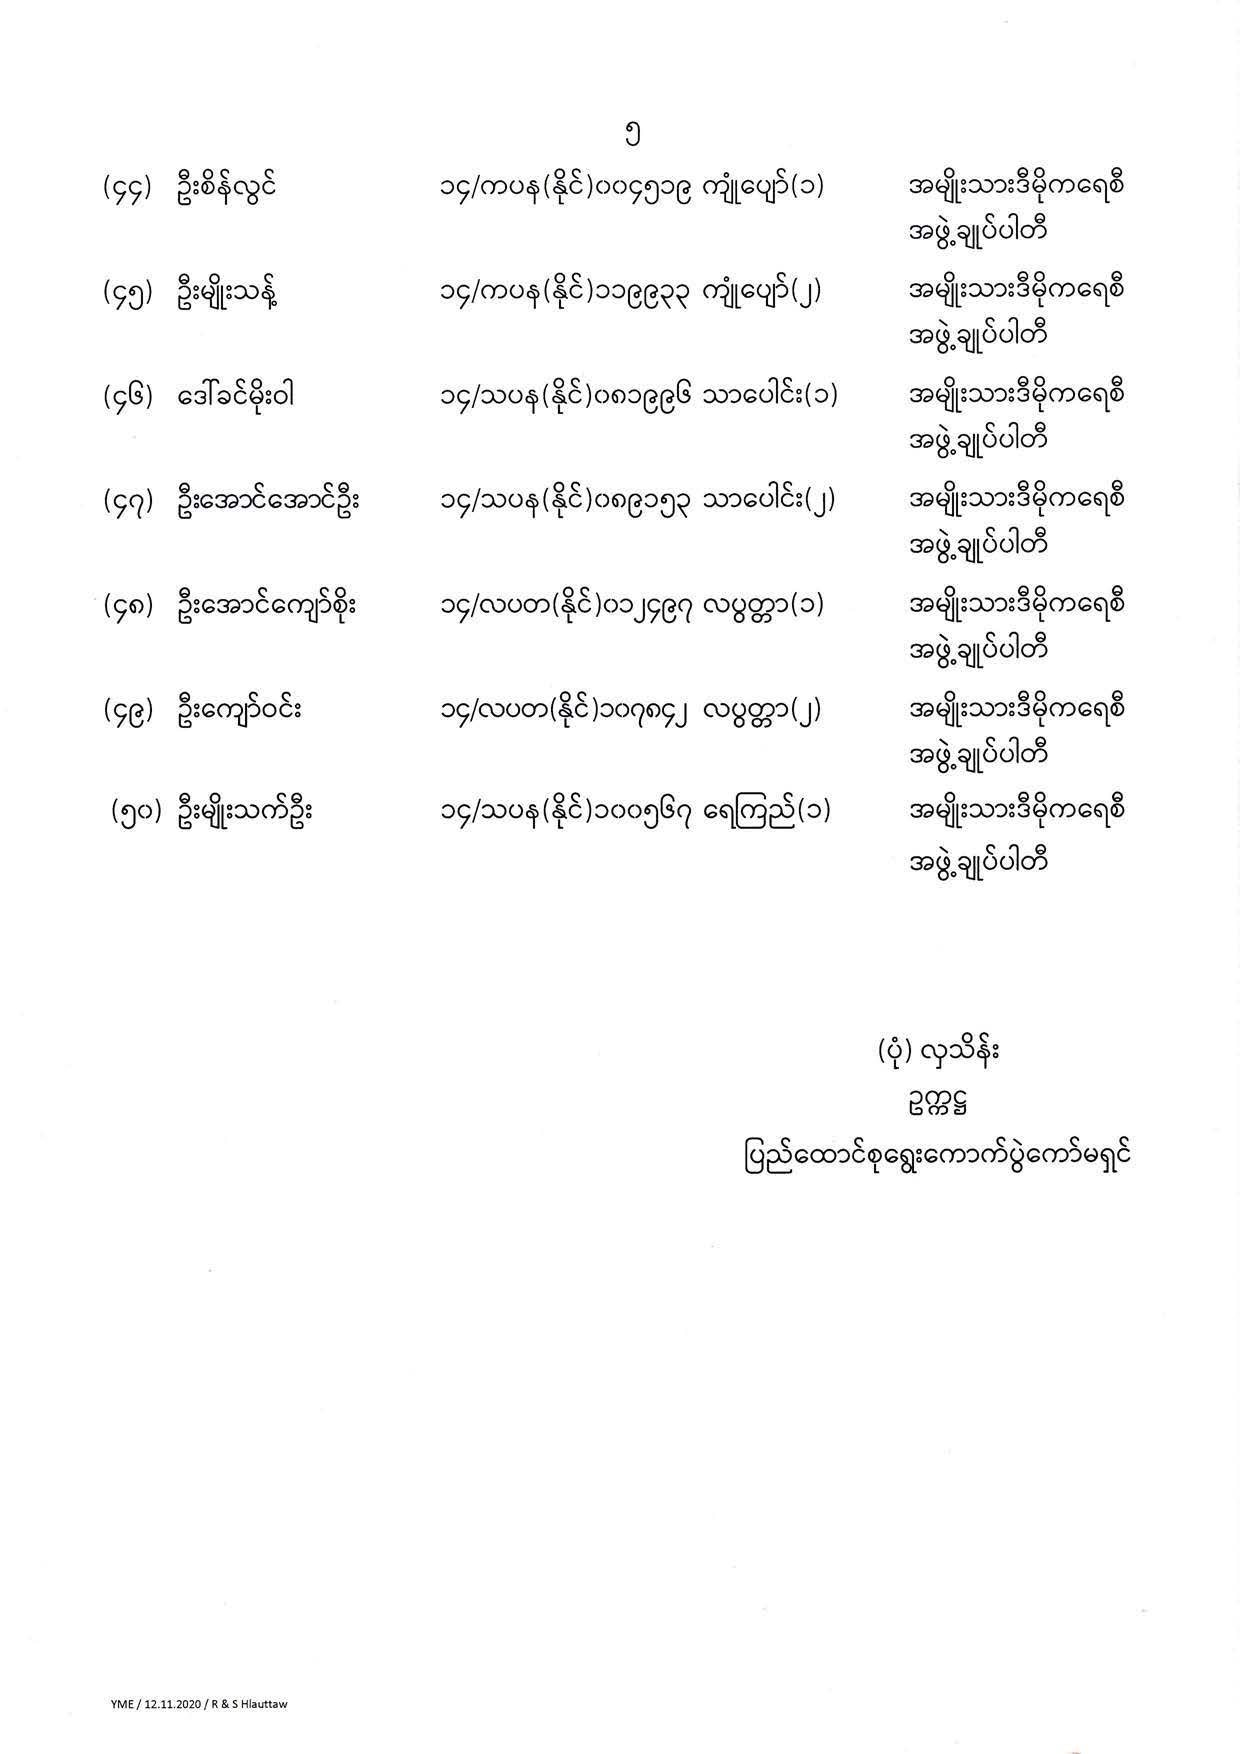 ၅
(၄၄) ဦးစိန်လွင် ၁၄/ကပန(နိုင်)၀၀၄၅၁၉ ကျုံပျော်(၁) အမျိုးသားဒီမိုကရေစီ
အဖွဲ့ချုပ်ပါတီ
(၄၅) ဦးမျိုးသန့် ၁၄/ကပန(နိုင်)၁၁၉၉၃၃ ကျုံပျော်(၂) အမျိုးသားဒီမိုကရေစီ
အဖွဲ့ချုပ်ပါတီ
(၄၆) ဒေါ်ခင်မိုးဝါ ၁၄/သပန(နိုင်)၀၈၁၉၉၆ သာပေါင်း(၁) အမျိုးသားဒီမိုကရေစီ
အဖွဲ့ချုပ်ပါတီ
(၄၇) ဦးအောင်အောင်ဦး ၁၄/သပန(နိုင်)၀၈၉၁၅၃ သာပေါင်း(၂) အမျိုးသားဒီမိုကရေစီ
အဖွဲ့ချုပ်ပါတီ
(၄၈) ဦးအောင်ကျော်စိုး ၁၄/လပတ(နိုင်)၀၁၂၄၉၇ လပွတ္တာ(၁) အမျိုးသားဒီမိုကရေစီ
အဖွဲ့ချုပ်ပါတီ
(၄၉) ဦးကျော်ဝင်း ၁၄/လပတ(နိုင်)၁၀၇၈၄၂ လပွတ္တာ(၂) အမျိုးသားဒီမိုကရေစီ
အဖွဲ့ချုပ်ပါတီ
(၅၀) ဦးမျိုးသက်ဦး ၁၄/သပန(နိုင်)၁၀၀၅၆၇ ရေကြည်(၁) အမျိုးသားဒီမိုကရေစီ
အဖွဲ့ချုပ်ပါတီ
(ပုံ) လှသိန်း
ဥက္ကဋ္ဌ
ပြည်ထောင်စုရွေးကောက်ပွဲကော်မရှင်
YME / 12.11.2020 / R & S Hlauttaw